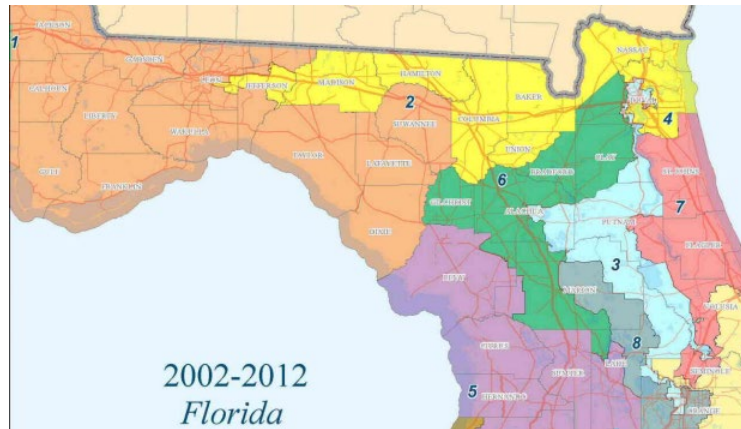 NASSAU
JACKSON
1
GADSDEN
HAMILTON
MADISON
LEON
JEFFERSON
BAKER
CALHOUN
2
4
LIBERTY
COLUMBIA
SUWANNEE
WAKULLA
UNION
TAYLOR
LAFAYETTE
CLAY
ST. JOHNS
BRADFORD
6
GULF
FRANKLIN
GILCHRIST
7
ALACHUA
PUTNAM
DIXIE
FLAGLER
3
LEVY
MARION
VOLUSIA
8
CITRUS
LAKE
SUMTER
SEMINOLE
2002-2012
5
HERNANDO
ORANGE
Florida